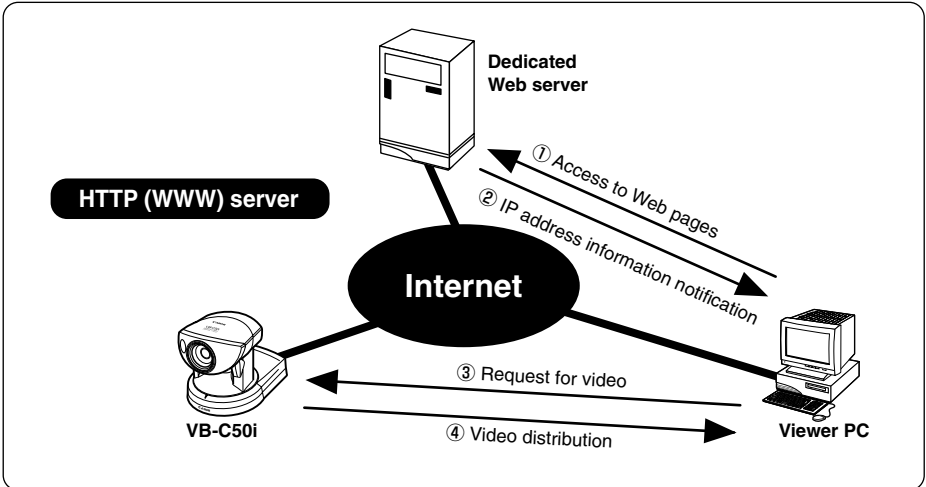 Dedicated
Web server
HTTP (WWW) server
① Access to Web pages
② IP address information notification
Internet
③ Request for video
④ Video distribution
VB-C50i
Viewer PC